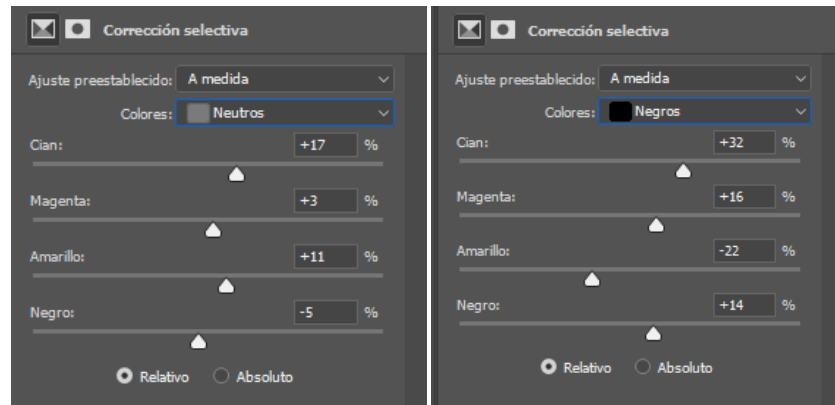 Corrección selectiva
Ajuste preestablecido: A medida
Colores: Neutros
Cian: +17 %
Magenta: +3 %
Amarillo: +11 %
Negro: -5 %
Relativo Absoluto
Corrección selectiva
Ajuste preestablecido: A medida
Colores: Negros
Cian: +32 %
Magenta: +16 %
Amarillo: -22 %
Negro: +14 %
Relativo Absoluto